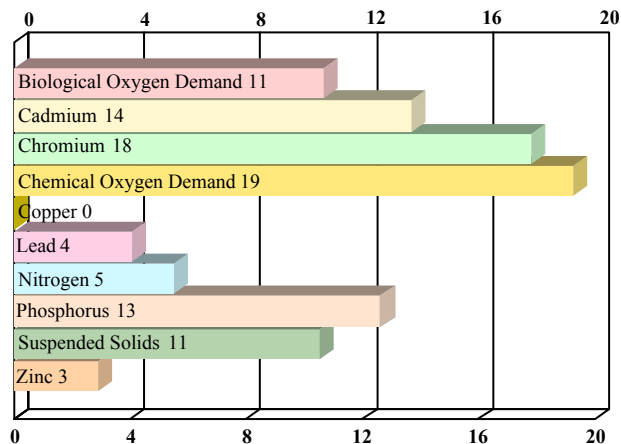 0 4 8 12 16 20
Biological Oxygen Demand 11
Cadmium 14
Chromium 18
Chemical Oxygen Demand 19
Copper 0
Lead 4
Nitrogen 5
Phosphorus 13
Suspended Solids 11
Zinc 3
0 4 8 12 16 20